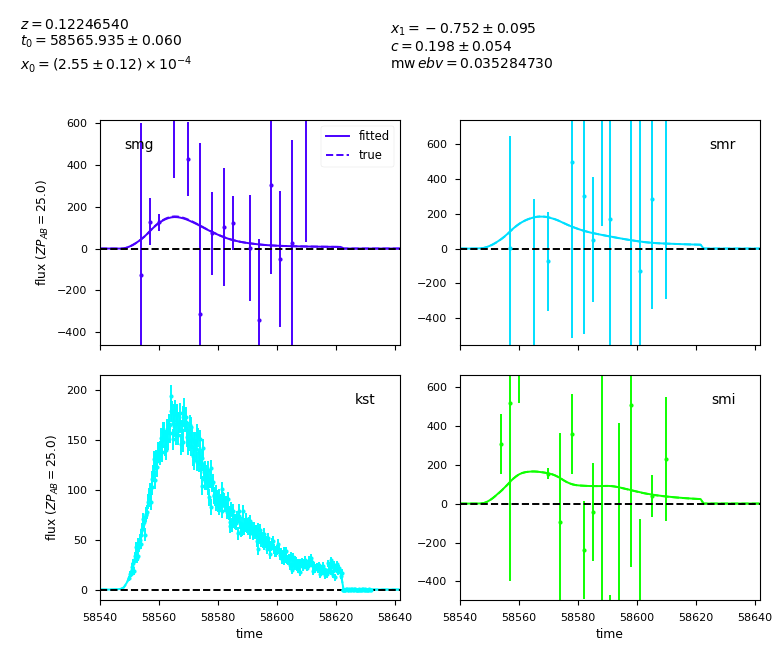 z = 0.12246540
t₀ = 58565.935 ± 0.060
x₀ = (2.55 ± 0.12) × 10⁻⁴
x₁ = −0.752 ± 0.095
c = 0.198 ± 0.054
mw ebv = 0.035284730
smg
fitted
true
600
400
200
0
−200
−400
flux (ZP_AB = 25.0)
smr
600
400
200
0
−200
−400
kst
200
150
100
50
0
flux (ZP_AB = 25.0)
58540 58560 58580 58600 58620 58640
time
smi
600
400
200
0
−200
−400
58540 58560 58580 58600 58620 58640
time